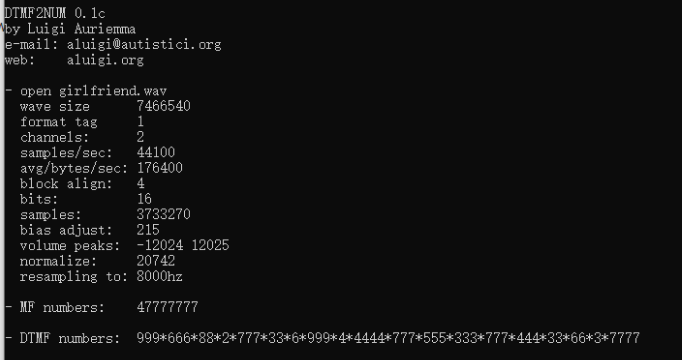 DTMF2NUM 0.1c
by Luigi Auriemma
e-mail: aluigi@autistici.org
web:    aluigi.org

- open girlfriend.wav
  wave size      7466540
  format tag     1
  channels:      2
  samples/sec:   44100
  avg/bytes/sec: 176400
  block align:   4
  bits:          16
  samples:       3733270
  bias adjust:   215
  volume peaks:  -12024 12025
  normalize:     20742
  resampling to: 8000hz

- MF numbers:    47777777

- DTMF numbers:  999*666*88*2*777*33*6*999*4*4444*777*555*333*777*444*33*66*3*7777